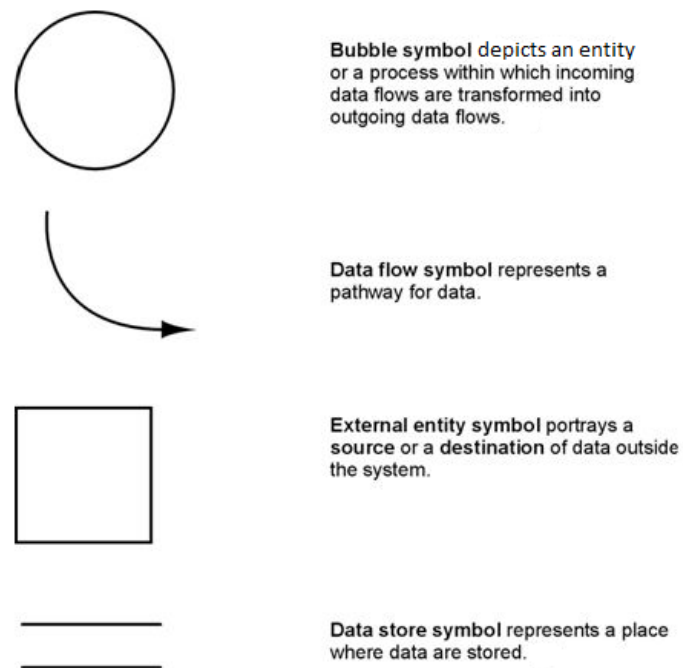 Bubble symbol depicts an entity
or a process within which incoming
data flows are transformed into
outgoing data flows.
Data flow symbol represents a
pathway for data.
External entity symbol portrays a
source or a destination of data outside
the system.
Data store symbol represents a place
where data are stored.